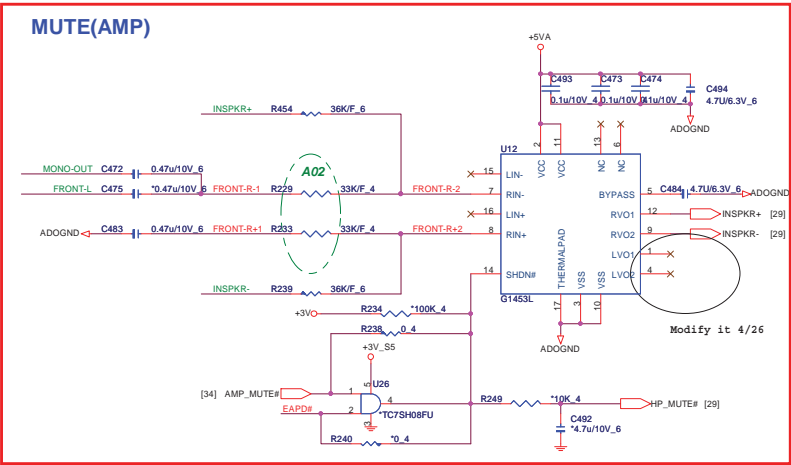 MUTE(AMP)
+5VA
C493
C473
C474
C494
0.1u/10V_4
0.1u/10V_4
4.7U/6.3V_6
ADOGND
INSPKR+
R454
36K/F_6
U12
2
VCC
11
VCC
13
NC
6
NC
MONO-OUT
C472
0.47u/10V_6
A02
15
LIN-
FRONT-L
C475
*0.47u/10V_6
FRONT-R-1
R229
33K/F_4
FRONT-R-2
7
RIN-
BYPASS
5
C484
4.7U/6.3V_6
ADOGND
16
LIN+
RVO1
12
INSPKR+ [29]
ADOGND
C483
0.47u/10V_6
FRONT-R+1
R233
33K/F_4
FRONT-R+2
8
RIN+
RVO2
9
INSPKR- [29]
LVO1
1
14
SHDN#
LVO2
4
THERMALPAD
VSS
VSS
INSPKR-
R239
36K/F_6
G1453L
17
3
10
+3V
R234
*100K_4
Modify it 4/26
R238
0_4
ADOGND
+3V_S5
5
U26
[34] AMP_MUTE#
1
4
EAPD#
2
*TC7SH08FU
3
R249
*10K_4
HP_MUTE# [29]
C492
*4.7u/10V_6
R240
*0_4